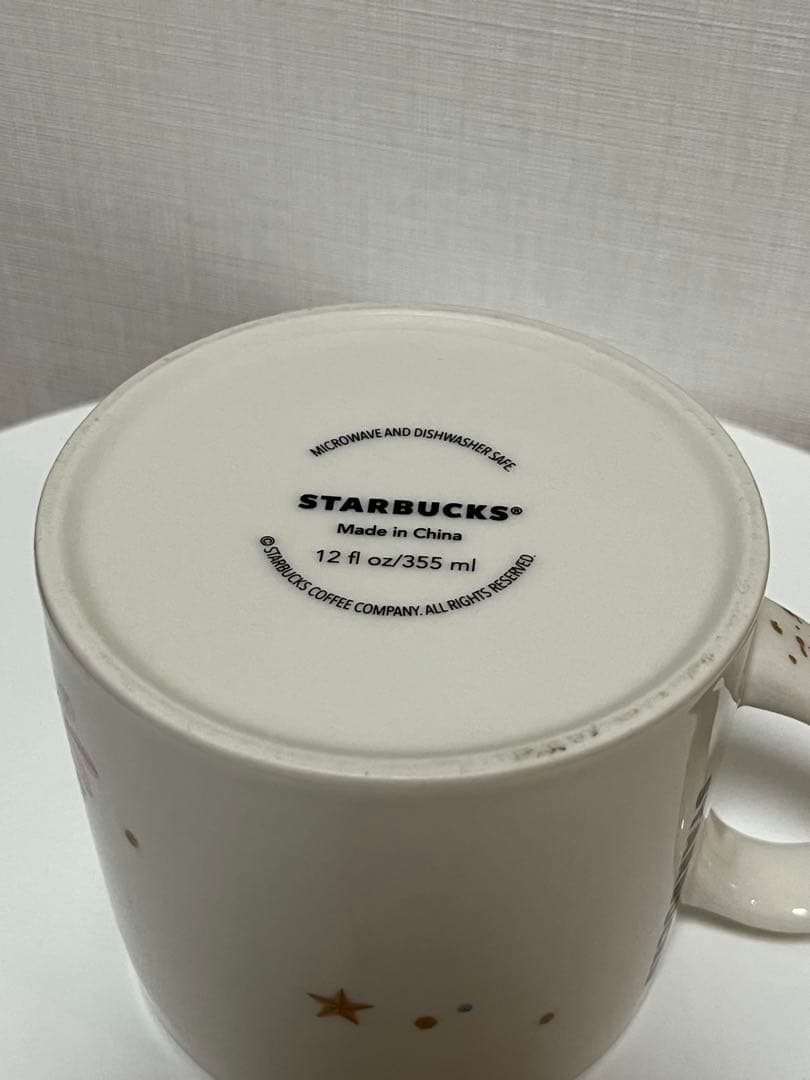 MICROWAVE AND DISHWASHER SAFE.
STARBUCKS®
Made in China
12 fl oz/355 ml
© STARBUCKS COFFEE COMPANY. ALL RIGHTS RESERVED.